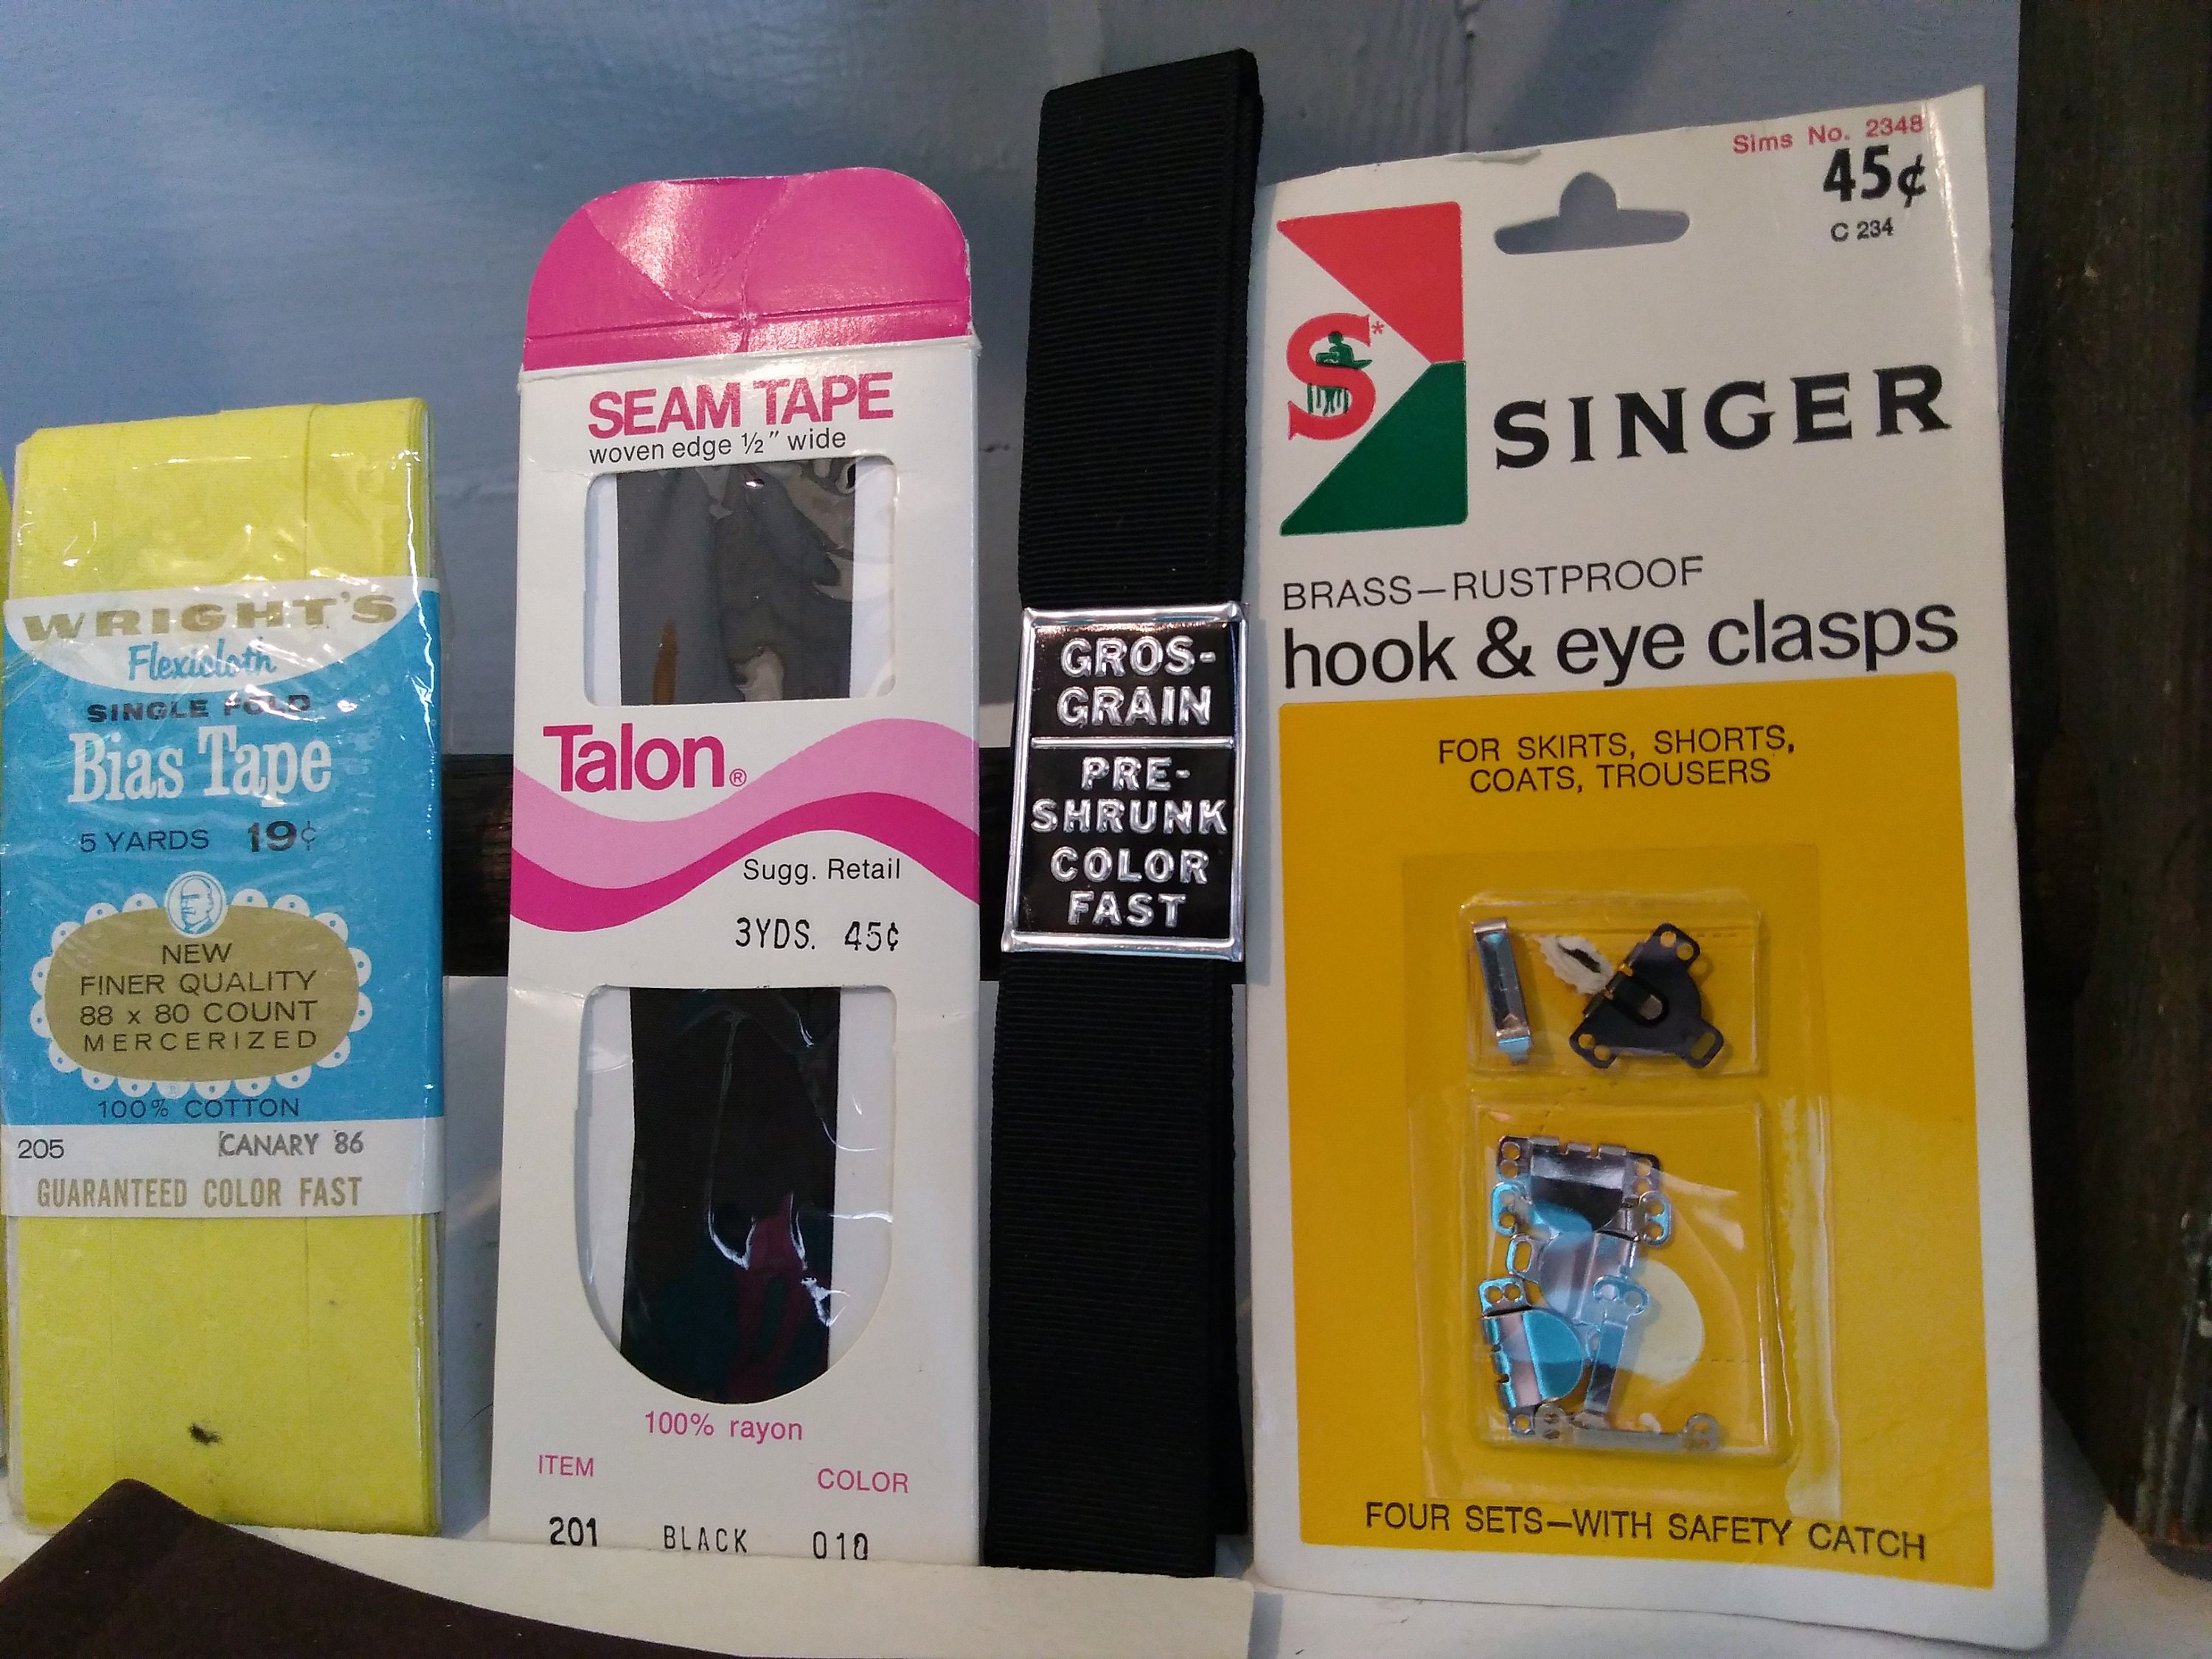 WRIGHT'S
Flexicloth
SINGLE FOLD
Bias Tape
5 YARDS 19¢
NEW
FINER QUALITY
88 x 80 COUNT
MERCERIZED
100% COTTON
205 CANARY 86
GUARANTEED COLOR FAST
SEAM TAPE
woven edge ½" wide
Talon®
Sugg. Retail
3YDS. 45¢
100% rayon
ITEM COLOR
201 BLACK 010
GROS-
GRAIN
PRE-
SHRUNK
COLOR
FAST
Sims No. 2348
45¢
C 234
S*
SINGER
BRASS—RUSTPROOF
hook & eye clasps
FOR SKIRTS, SHORTS,
COATS, TROUSERS
FOUR SETS—WITH SAFETY CATCH